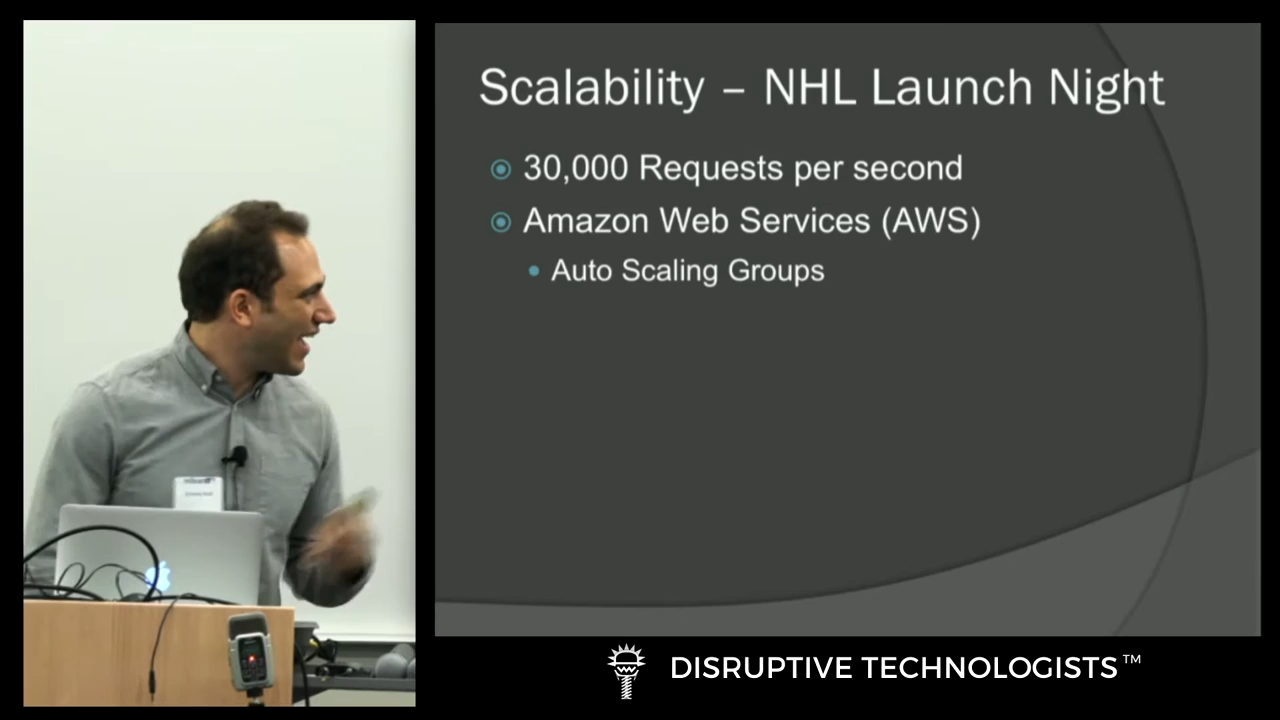 Scalability – NHL Launch Night
30,000 Requests per second
Amazon Web Services (AWS)
Auto Scaling Groups
DISRUPTIVE TECHNOLOGISTS™